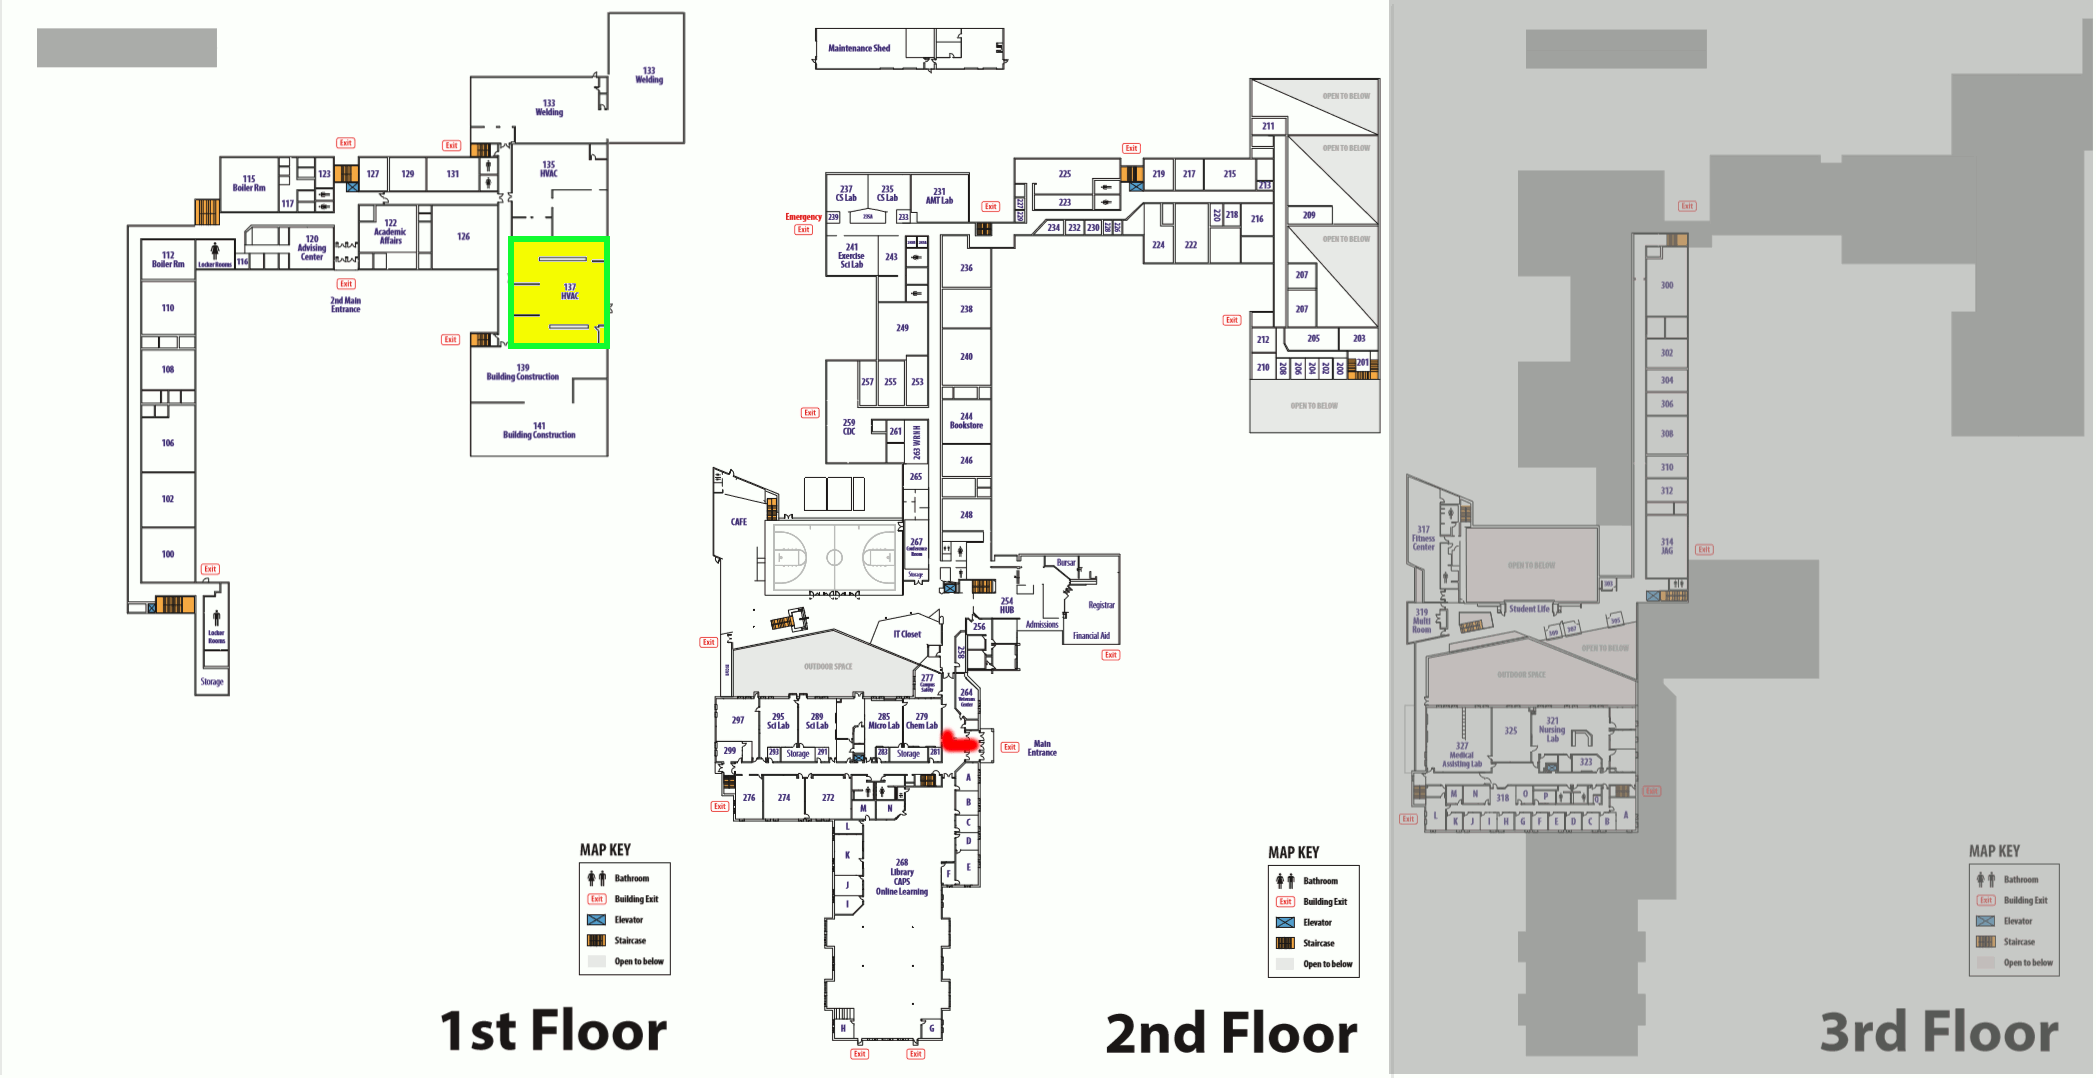 133
Welding
133
Welding
Exit
Exit
115
Boiler Rm
123
127
129
131
135
HVAC
117
122
Academic
Affairs
126
120
Advising
Center
112
Boiler Rm
Locker Rooms
116
Exit
2nd Main
Entrance
137
HVAC
110
Exit
108
139
Building Construction
106
141
Building Construction
102
100
Exit
Locker
Rooms
Storage
MAP KEY
Bathroom
Exit
Building Exit
Elevator
Staircase
Open to below
1st Floor
Maintenance Shed
OPEN TO BELOW
211
Exit
OPEN TO BELOW
237
CS Lab
235
CS Lab
231
AMT Lab
225
219
217
215
213
Emergency
Exit
239
233
Exit
227
229
223
220
218
216
209
234
232
230
228
226
224
222
OPEN TO BELOW
241
Exercise
Sci Lab
243
236
207
238
207
249
Exit
212
205
203
240
210
208
206
204
202
200
201
257
255
253
OPEN TO BELOW
Exit
259
CDC
261
263 WRNH
244
Bookstore
246
265
CAFE
248
267
Conference
Room
Storage
Bursar
254
HUB
Registrar
Admissions
Financial Aid
Exit
Exit
IT Closet
256
258
OUTDOOR SPACE
277
Campus
Safety
264
Veterans
Center
297
295
Sci Lab
289
Sci Lab
285
Micro Lab
279
Chem Lab
299
293
Storage
291
283
Storage
281
Exit
Main
Entrance
276
274
272
M
N
A
B
C
D
E
F
Exit
L
K
J
I
268
Library
CAPS
Online Learning
H
G
Exit
Exit
MAP KEY
Bathroom
Exit
Building Exit
Elevator
Staircase
Open to below
2nd Floor
Exit
300
302
304
306
308
310
312
314
JAG
Exit
317
Fitness
Center
OPEN TO BELOW
303
Student Life
319
Multi
Room
309
307
305
OPEN TO BELOW
OUTDOOR SPACE
327
Medical
Assisting Lab
325
321
Nursing
Lab
323
M
N
318
O
P
Q
Exit
Exit
L
K
J
I
H
G
F
E
D
C
B
A
MAP KEY
Bathroom
Exit
Building Exit
Elevator
Staircase
Open to below
3rd Floor